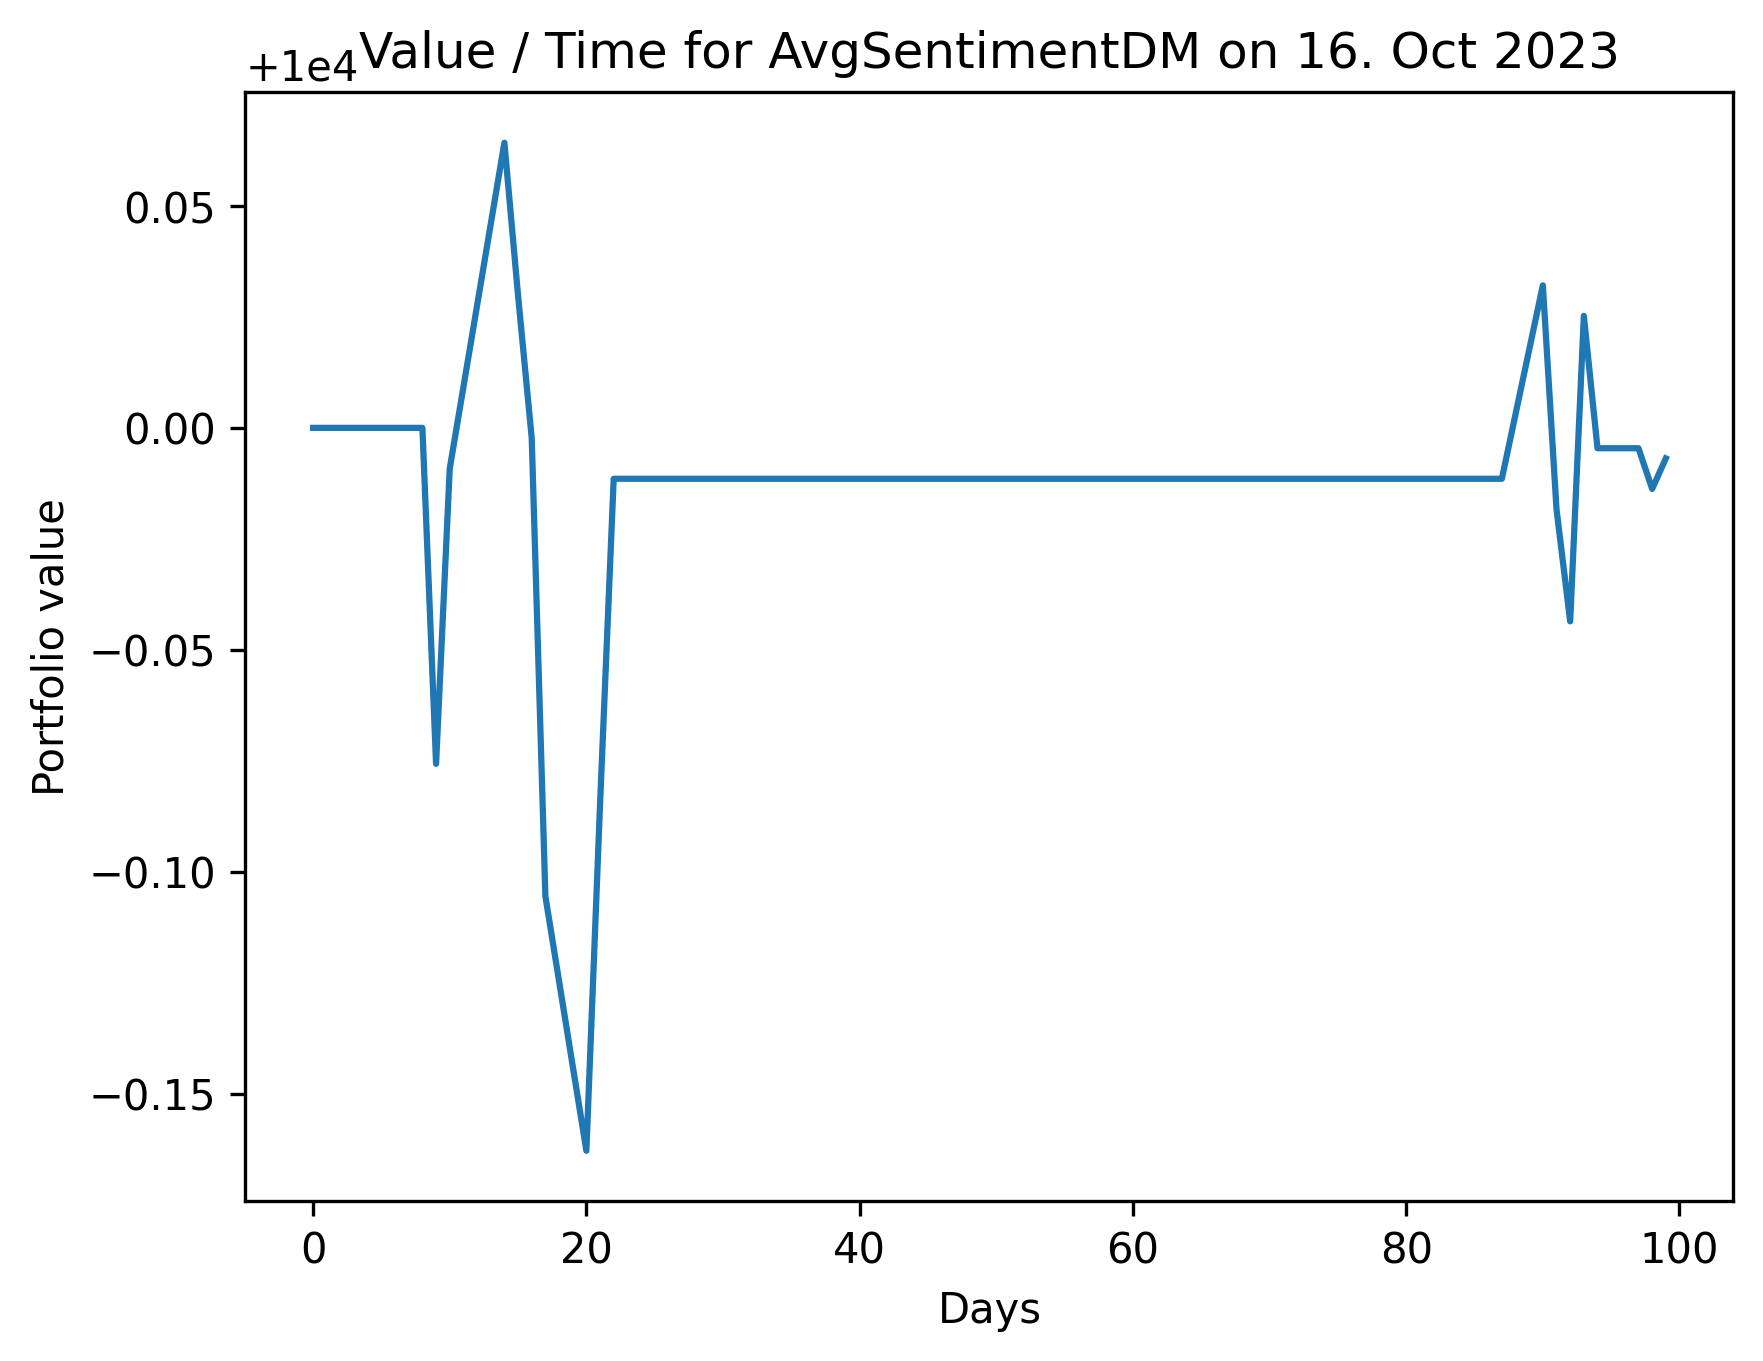 Value / Time for AvgSentimentDM on 16. Oct 2023
+1e4
0.05
0.00
−0.05
−0.10
−0.15
Portfolio value
0 20 40 60 80 100
Days